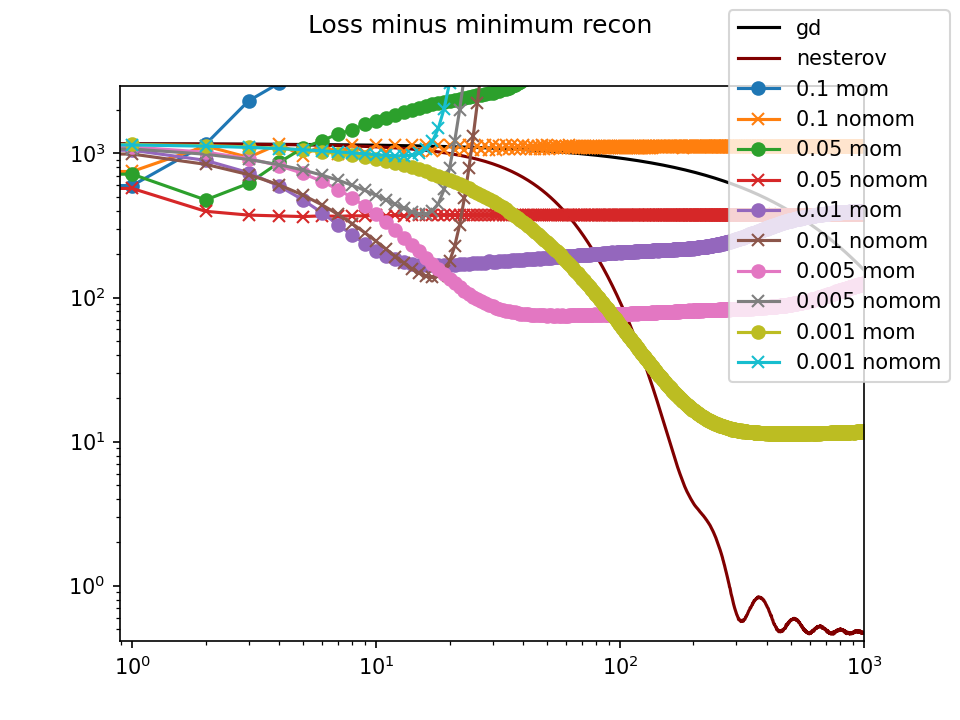 Loss minus minimum recon
gd
nesterov
0.1 mom
0.1 nomom
0.05 mom
0.05 nomom
0.01 mom
0.01 nomom
0.005 mom
0.005 nomom
0.001 mom
0.001 nomom
10³
10²
10¹
10⁰
10⁰ 10¹ 10² 10³